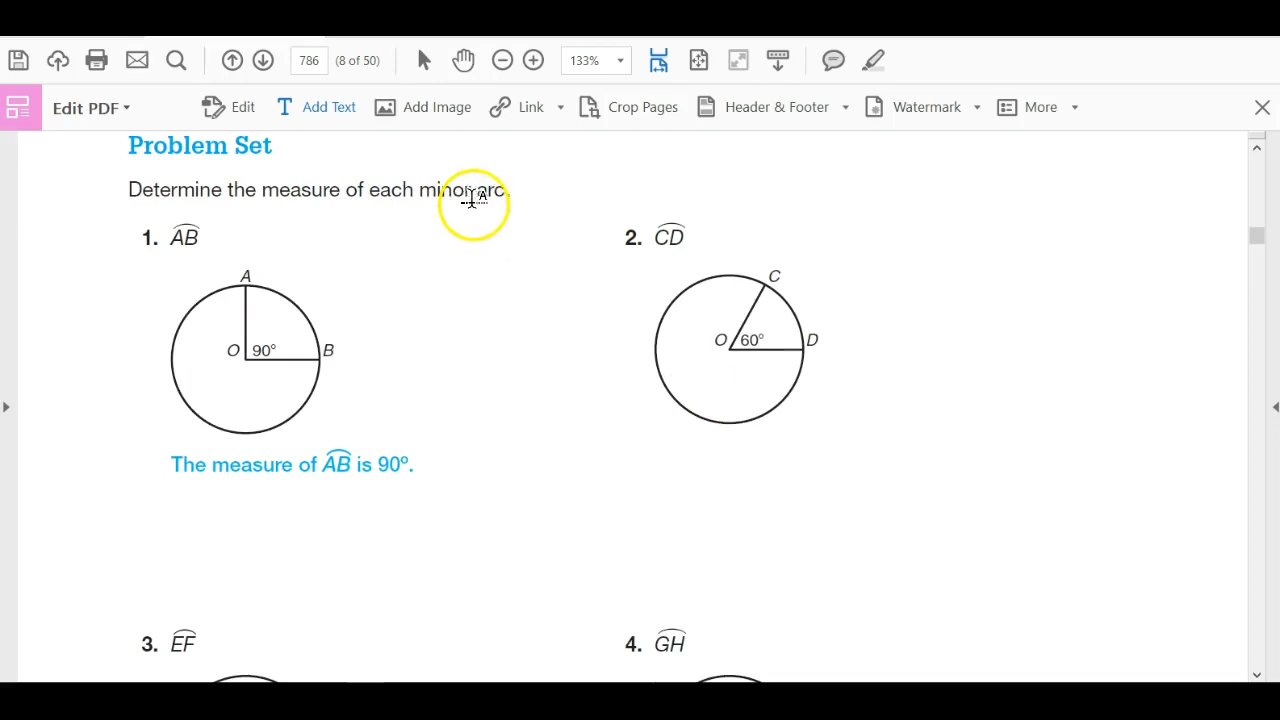 786 (8 of 50) 133%
Edit PDF Edit Add Text Add Image Link Crop Pages Header & Footer Watermark More
Problem Set
Determine the measure of each minor arc.
1. AB
2. CD
A
O 90° B
C
O 60° D
The measure of AB is 90º.
3. EF
4. GH